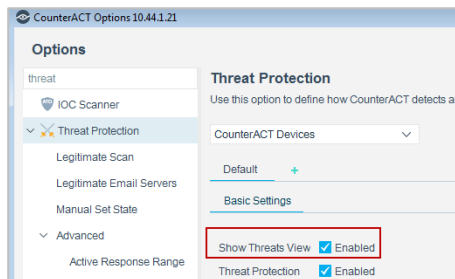 CounterACT Options 10.44.1.21
Options
threat
IOC Scanner
Threat Protection
Legitimate Scan
Legitimate Email Servers
Manual Set State
Advanced
Active Response Range
Threat Protection
Use this option to define how CounterACT detects a
CounterACT Devices
Default +
Basic Settings
Show Threats View Enabled
Threat Protection Enabled